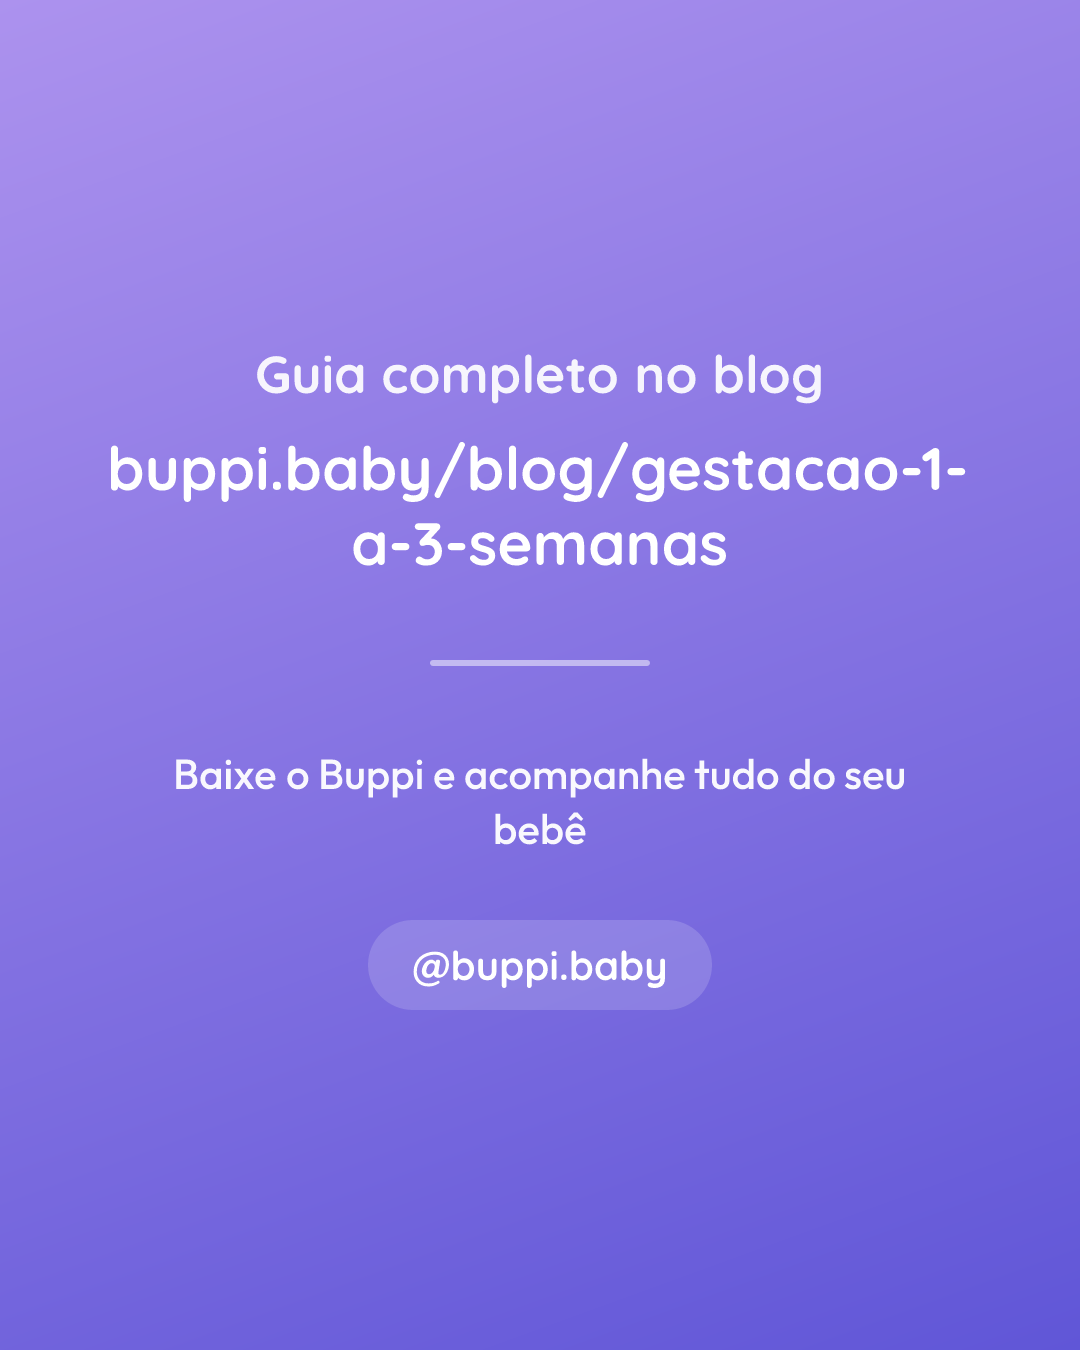 Guia completo no blog
buppi.baby/blog/gestacao-1-
a-3-semanas
Baixe o Buppi e acompanhe tudo do seu
bebê
@buppi.baby